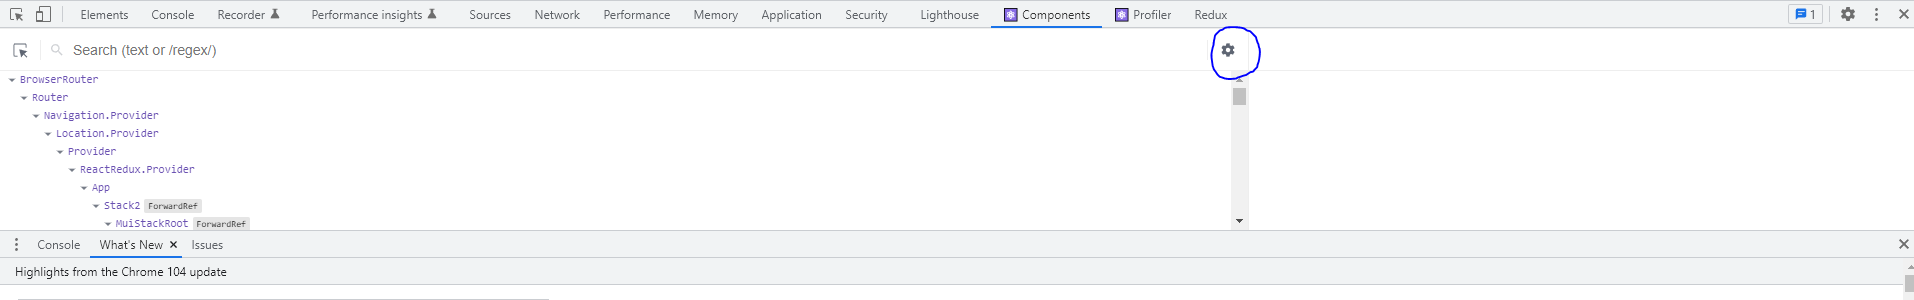 Elements Console Recorder Performance insights Sources Network Performance Memory Application Security Lighthouse Components Profiler Redux 1
Search (text or /regex/)
BrowserRouter
Router
Navigation.Provider
Location.Provider
Provider
ReactRedux.Provider
App
Stack2 ForwardRef
MuiStackRoot ForwardRef
Console What's New Issues
Highlights from the Chrome 104 update